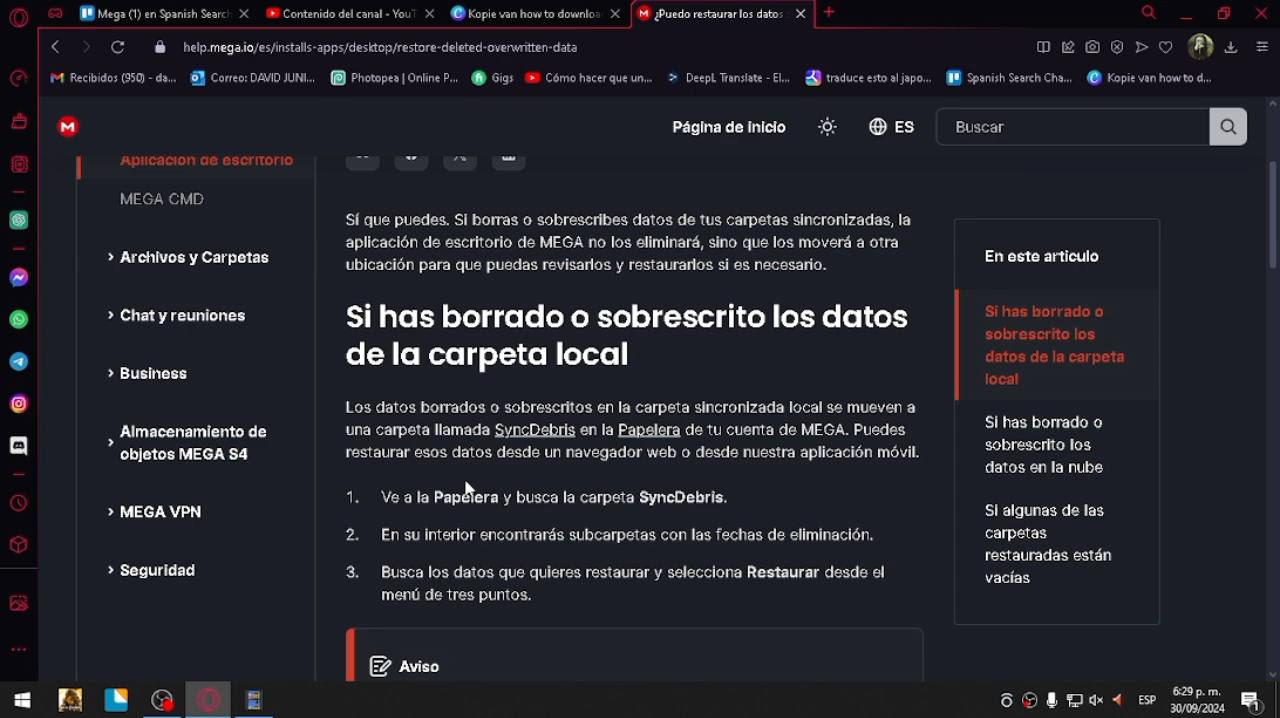 Mega (1) en Spanish Search
Contenido del canal - YouT
Kopie van how to downloa
¿Puedo restaurar los datos
help.mega.io/es/installs-apps/desktop/restore-deleted-overwritten-data
Recibidos (950) - da...
Correo: DAVID JUNI...
Photopea | Online P...
Gigs
Cómo hacer que un...
DeepL Translate - El...
traduce esto al japo...
Spanish Search Cha...
Kopie van how to d...
M
Página de inicio
ES
Buscar
Aplicación de escritorio
MEGA CMD
Archivos y Carpetas
Chat y reuniones
Business
Almacenamiento de
objetos MEGA S4
MEGA VPN
Seguridad
Sí que puedes. Si borras o sobrescribes datos de tus carpetas sincronizadas, la
aplicación de escritorio de MEGA no los eliminará, sino que los moverá a otra
ubicación para que puedas revisarlos y restaurarlos si es necesario.
Si has borrado o sobrescrito los datos
de la carpeta local
Los datos borrados o sobrescritos en la carpeta sincronizada local se mueven a
una carpeta llamada SyncDebris en la Papelera de tu cuenta de MEGA. Puedes
restaurar esos datos desde un navegador web o desde nuestra aplicación móvil.
1. Ve a la Papelera y busca la carpeta SyncDebris.
2. En su interior encontrarás subcarpetas con las fechas de eliminación.
3. Busca los datos que quieres restaurar y selecciona Restaurar desde el
menú de tres puntos.
Aviso
En este articulo
Si has borrado o
sobrescrito los
datos de la carpeta
local
Si has borrado o
sobrescrito los
datos en la nube
Si algunas de las
carpetas
restauradas están
vacías
ESP
6:29 p. m.
30/09/2024